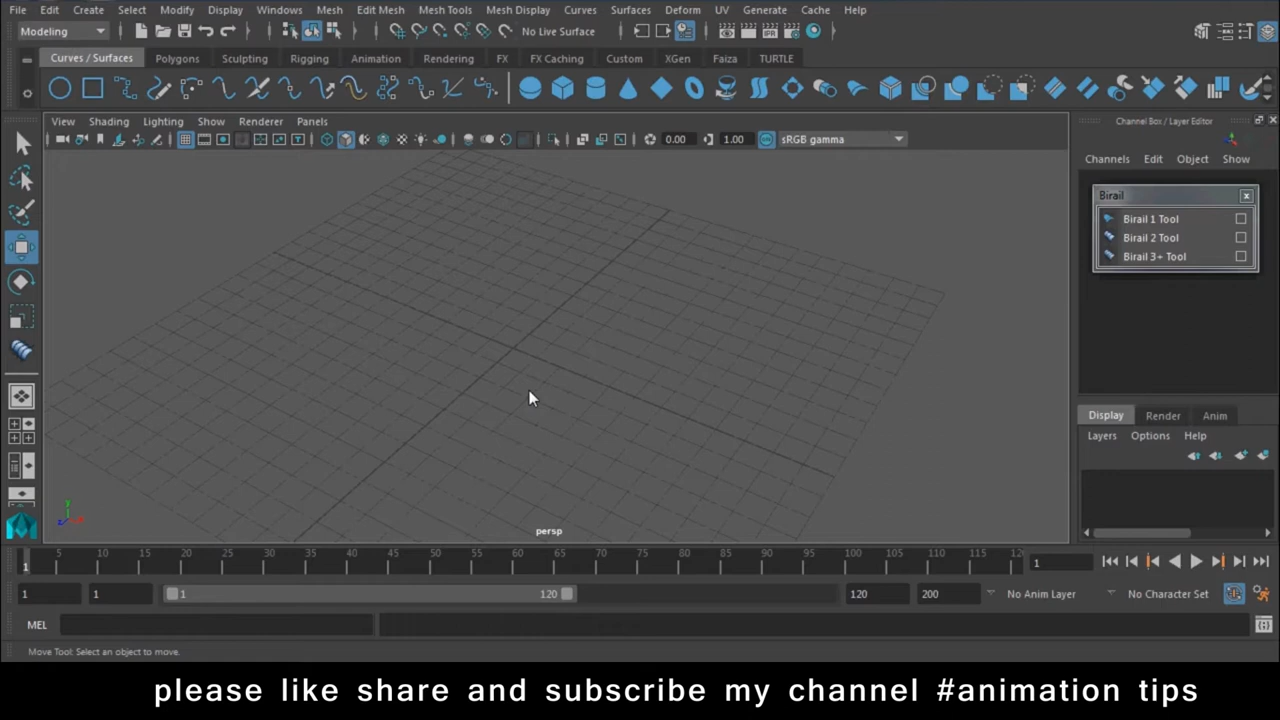 File Edit Create Select Modify Display Windows Mesh Edit Mesh Mesh Tools Mesh Display Curves Surfaces Deform UV Generate Cache Help
Modeling No Live Surface
Curves / Surfaces Polygons Sculpting Rigging Animation Rendering FX FX Caching Custom XGen Faiza TURTLE
View Shading Lighting Show Renderer Panels
0.00 1.00 sRGB gamma
Channel Box / Layer Editor
Channels Edit Object Show
Birail
Birail 1 Tool
Birail 2 Tool
Birail 3+ Tool
Display Render Anim
Layers Options Help
persp
1 5 10 15 20 25 30 35 40 45 50 55 60 65 70 75 80 85 90 95 100 105 110 115 12 1
1 1 1 120 120 200 No Anim Layer No Character Set
MEL
Move Tool: Select an object to move.
please like share and subscribe my channel #animation tips